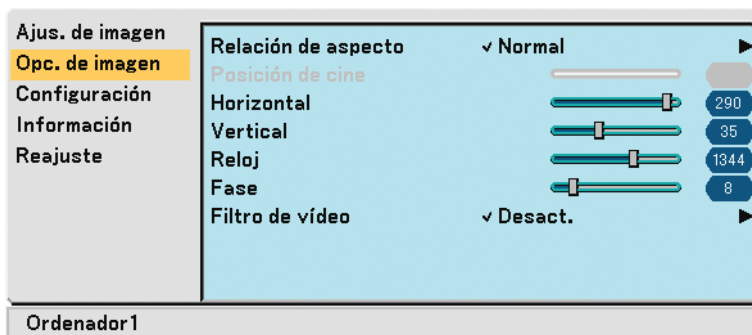 Ajus. de imagen
Opc. de imagen
Configuración
Información
Reajuste
Relación de aspecto ✓ Normal
Posición de cine
Horizontal 290
Vertical 35
Reloj 1344
Fase 8
Filtro de vídeo ✓ Desact.
Ordenador1